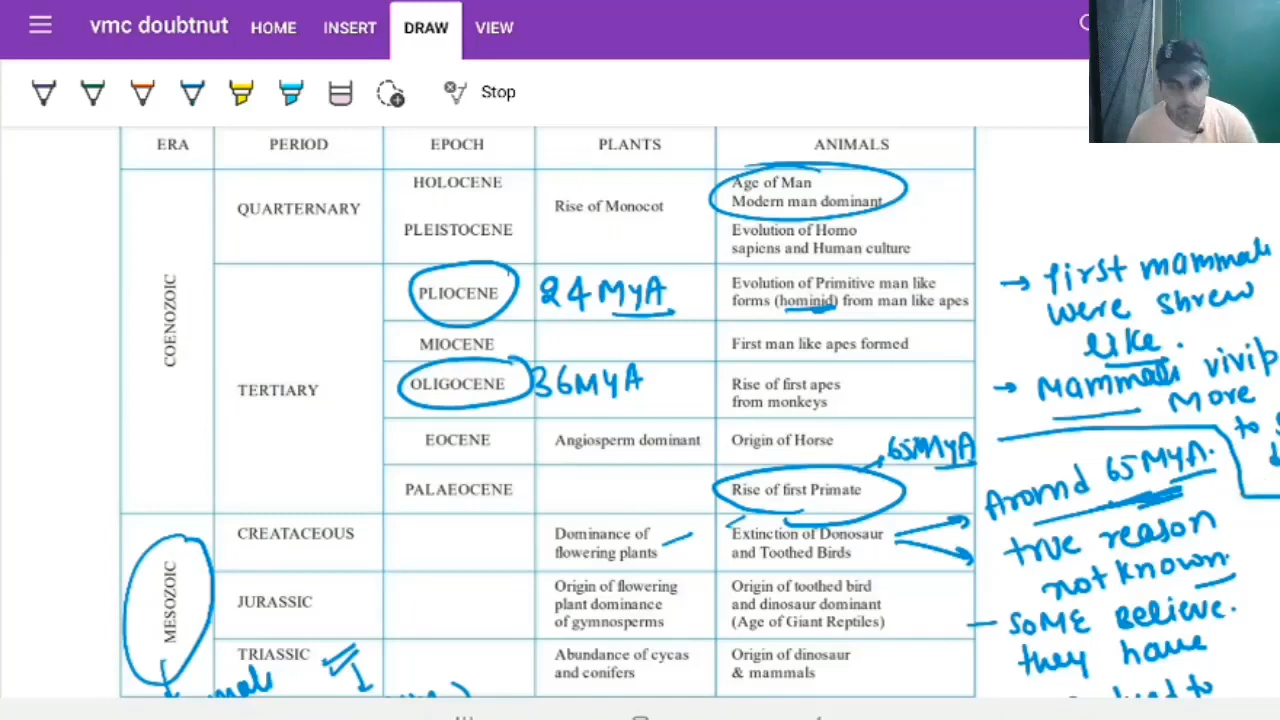 vmc doubtnut HOME INSERT DRAW VIEW
Stop
ERA PERIOD EPOCH PLANTS ANIMALS
COENOZOIC
QUARTERNARY
HOLOCENE
PLEISTOCENE
Rise of Monocot
Age of Man
Modern man dominant
Evolution of Homo
sapiens and Human culture
TERTIARY
PLIOCENE
24 MYA
Evolution of Primitive man like
forms (hominid) from man like apes
MIOCENE
First man like apes formed
OLIGOCENE
36MYA
Rise of first apes
from monkeys
EOCENE
Angiosperm dominant
Origin of Horse
65MYA
PALAEOCENE
Rise of first Primate
MESOZOIC
CREATACEOUS
Dominance of
flowering plants
Extinction of Donosaur
and Toothed Birds
JURASSIC
Origin of flowering
plant dominance
of gymnosperms
Origin of toothed bird
and dinosaur dominant
(Age of Giant Reptiles)
TRIASSIC
Abundance of cycas
and conifers
Origin of dinosaur
& mammals
→ first mammals
were shrew
like.
→ Mammals vivip
More
to
Around 65 MYA.
true reason
not known.
– SOME Believe.
they have